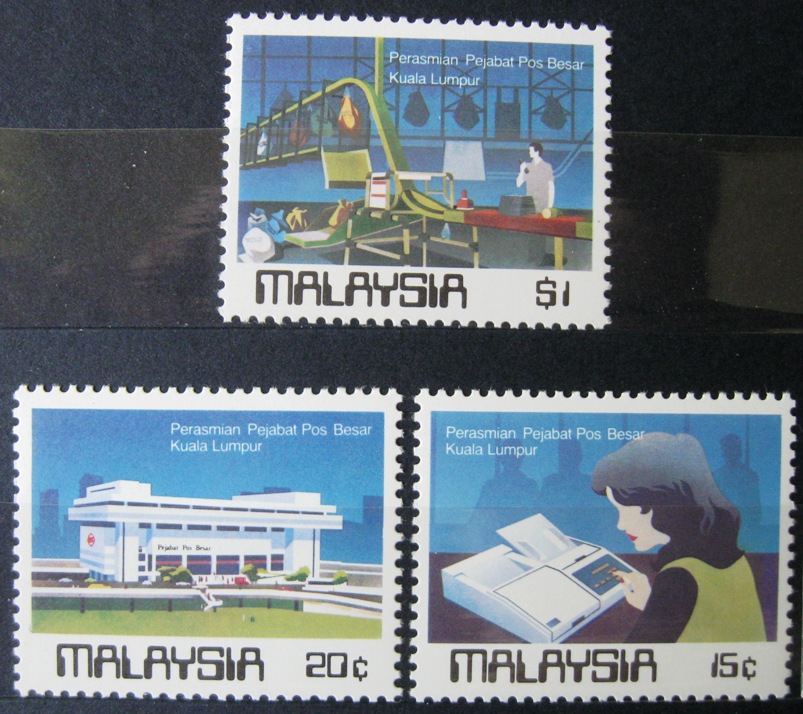 Perasmian Pejabat Pos Besar
Kuala Lumpur
MALAYSIA $1
Perasmian Pejabat Pos Besar
Kuala Lumpur
Pejabat Pos Besar
MALAYSIA 20¢
Perasmian Pejabat Pos Besar
Kuala Lumpur
MALAYSIA 15¢